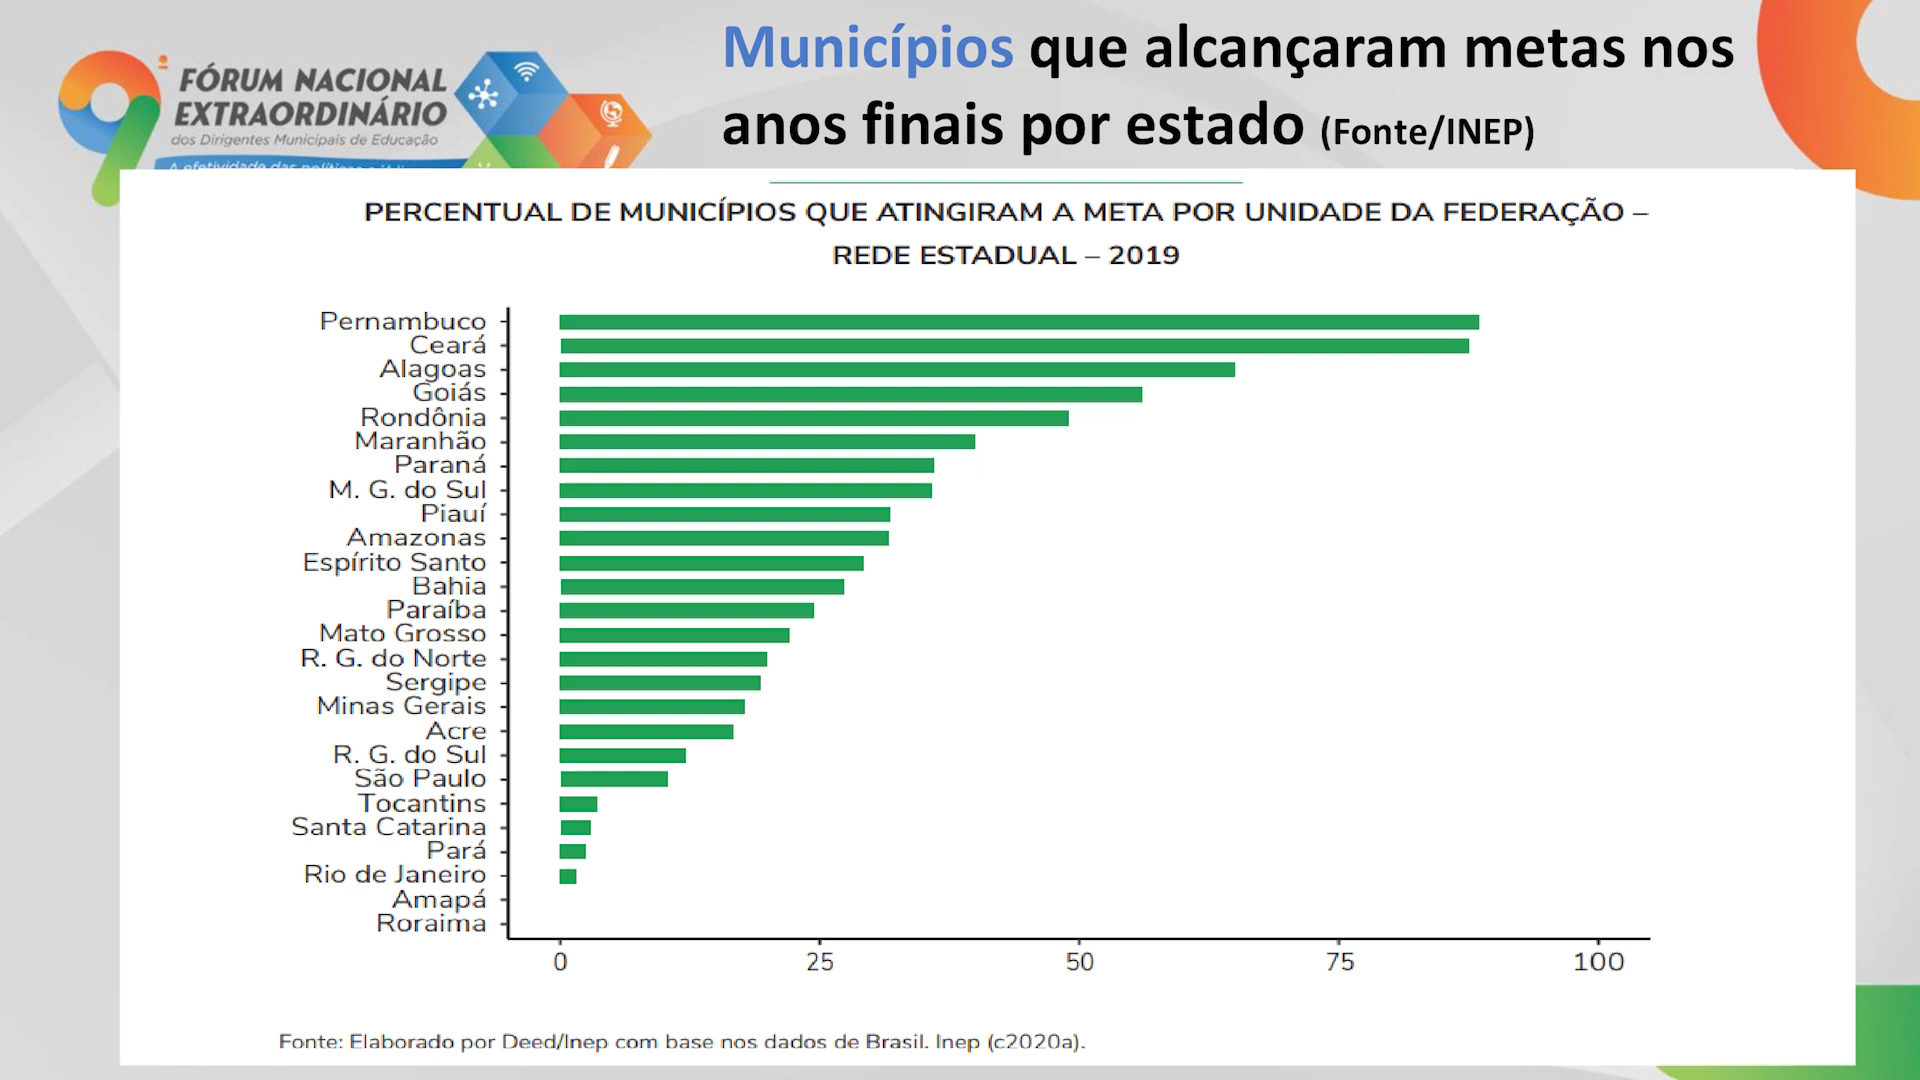 FÓRUM NACIONAL
EXTRAORDINÁRIO
dos Dirigentes Municipais de Educação
Municípios que alcançaram metas nos
anos finais por estado (Fonte/INEP)
PERCENTUAL DE MUNICÍPIOS QUE ATINGIRAM A META POR UNIDADE DA FEDERAÇÃO –
REDE ESTADUAL – 2019
Pernambuco
Ceará
Alagoas
Goiás
Rondônia
Maranhão
Paraná
M. G. do Sul
Piauí
Amazonas
Espírito Santo
Bahia
Paraíba
Mato Grosso
R. G. do Norte
Sergipe
Minas Gerais
Acre
R. G. do Sul
São Paulo
Tocantins
Santa Catarina
Pará
Rio de Janeiro
Amapá
Roraima
0 25 50 75 100
Fonte: Elaborado por Deed/Inep com base nos dados de Brasil. Inep (c2020a).